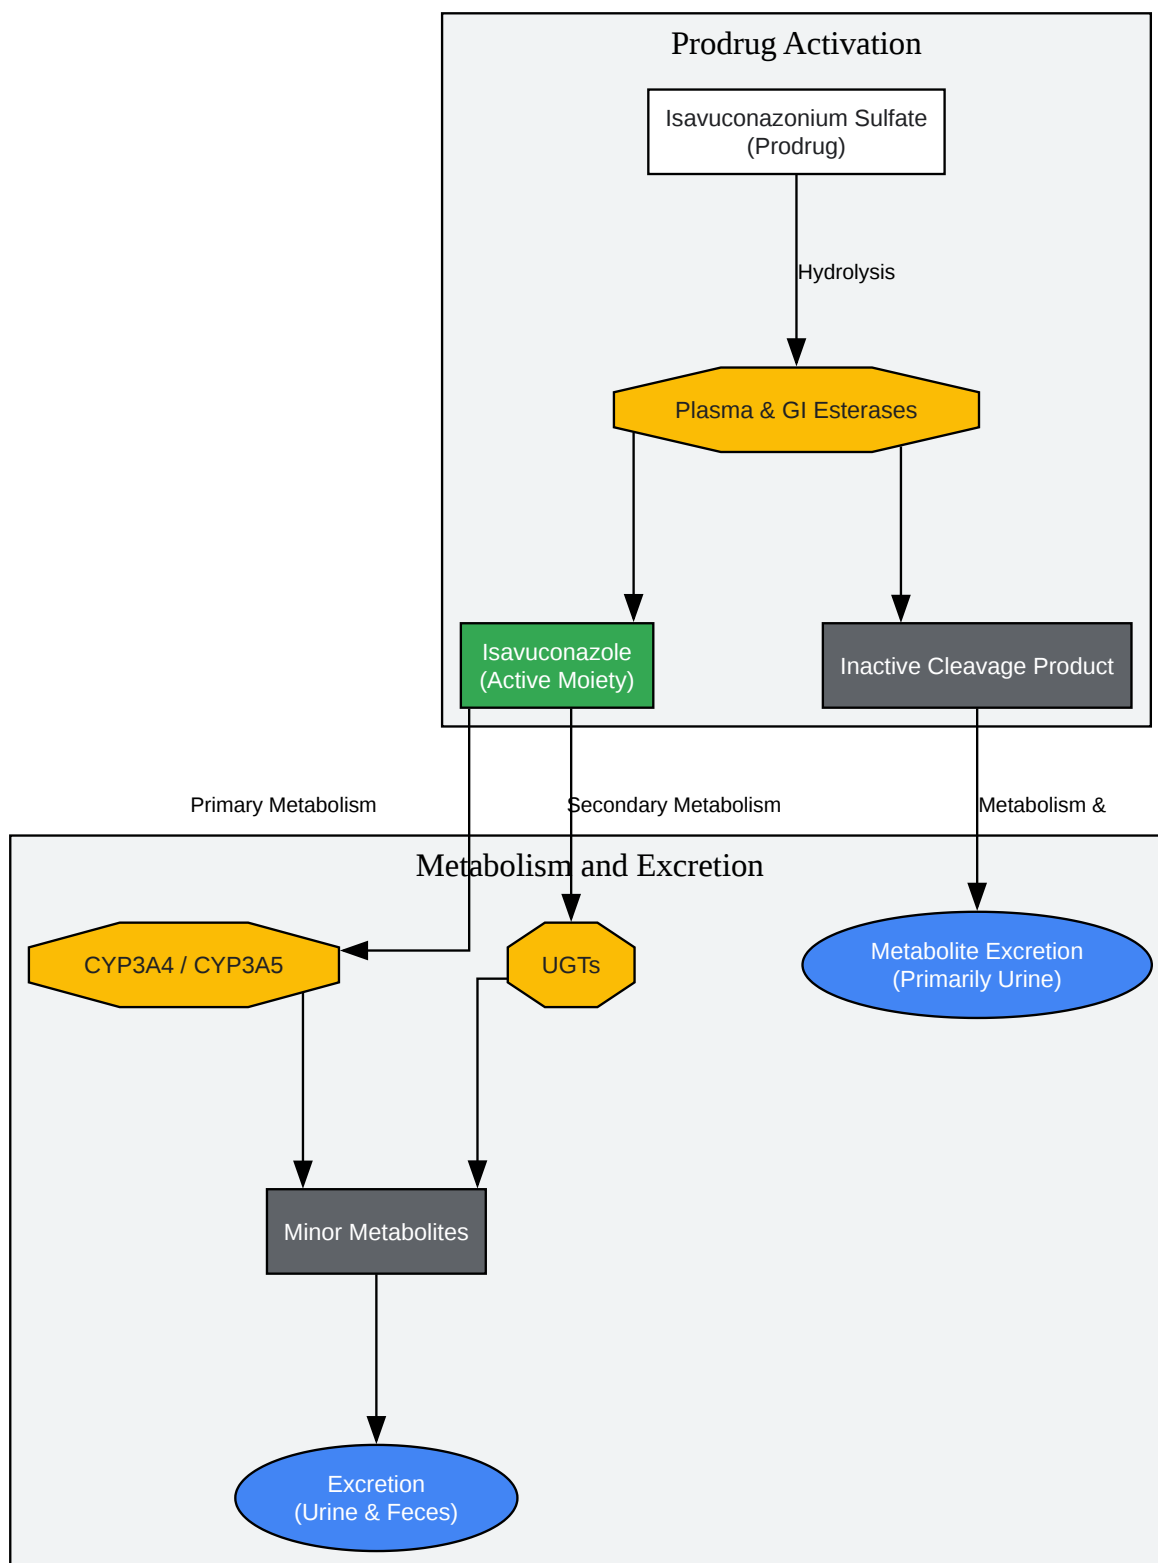 Prodrug Activation
Isavuconazonium Sulfate
(Prodrug)
Hydrolysis
Plasma & GI Esterases
Isavuconazole
(Active Moiety)
Inactive Cleavage Product
Primary Metabolism
Secondary Metabolism
Metabolism &
Metabolism and Excretion
CYP3A4 / CYP3A5
UGTs
Metabolite Excretion
(Primarily Urine)
Minor Metabolites
Excretion
(Urine & Feces)